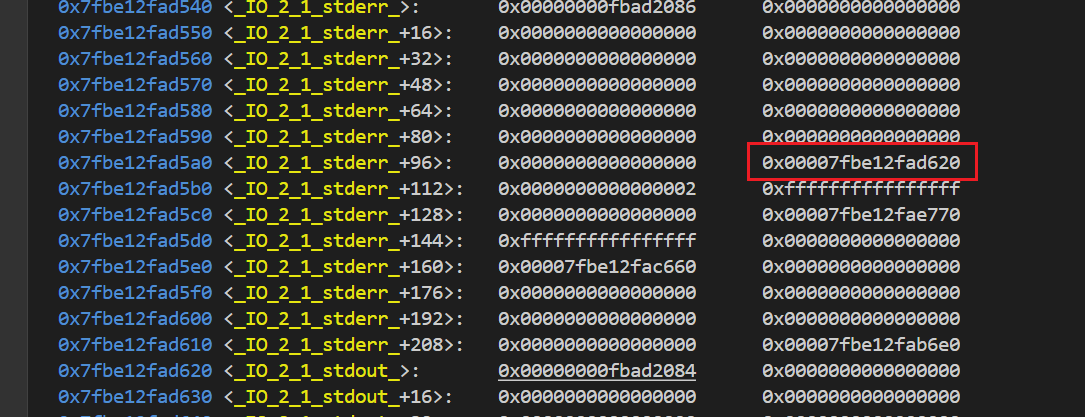 0x7fbe12fad540 <_IO_2_1_stderr_>: 0x00000000fbad2086 0x0000000000000000
0x7fbe12fad550 <_IO_2_1_stderr_+16>: 0x0000000000000000 0x0000000000000000
0x7fbe12fad560 <_IO_2_1_stderr_+32>: 0x0000000000000000 0x0000000000000000
0x7fbe12fad570 <_IO_2_1_stderr_+48>: 0x0000000000000000 0x0000000000000000
0x7fbe12fad580 <_IO_2_1_stderr_+64>: 0x0000000000000000 0x0000000000000000
0x7fbe12fad590 <_IO_2_1_stderr_+80>: 0x0000000000000000 0x0000000000000000
0x7fbe12fad5a0 <_IO_2_1_stderr_+96>: 0x0000000000000000 0x00007fbe12fad620
0x7fbe12fad5b0 <_IO_2_1_stderr_+112>: 0x0000000000000002 0xffffffffffffffff
0x7fbe12fad5c0 <_IO_2_1_stderr_+128>: 0x0000000000000000 0x00007fbe12fae770
0x7fbe12fad5d0 <_IO_2_1_stderr_+144>: 0xffffffffffffffff 0x0000000000000000
0x7fbe12fad5e0 <_IO_2_1_stderr_+160>: 0x00007fbe12fac660 0x0000000000000000
0x7fbe12fad5f0 <_IO_2_1_stderr_+176>: 0x0000000000000000 0x0000000000000000
0x7fbe12fad600 <_IO_2_1_stderr_+192>: 0x0000000000000000 0x0000000000000000
0x7fbe12fad610 <_IO_2_1_stderr_+208>: 0x0000000000000000 0x00007fbe12fab6e0
0x7fbe12fad620 <_IO_2_1_stdout_>: 0x00000000fbad2084 0x0000000000000000
0x7fbe12fad630 <_IO_2_1_stdout_+16>: 0x0000000000000000 0x0000000000000000